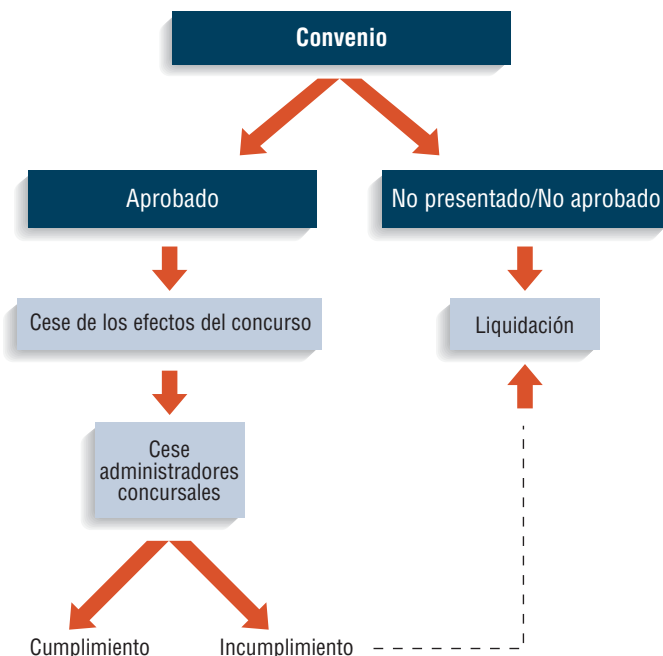 Convenio
Aprobado
No presentado/No aprobado
Cese de los efectos del concurso
Liquidación
Cese
administradores
concursales
Cumplimiento
Incumplimiento